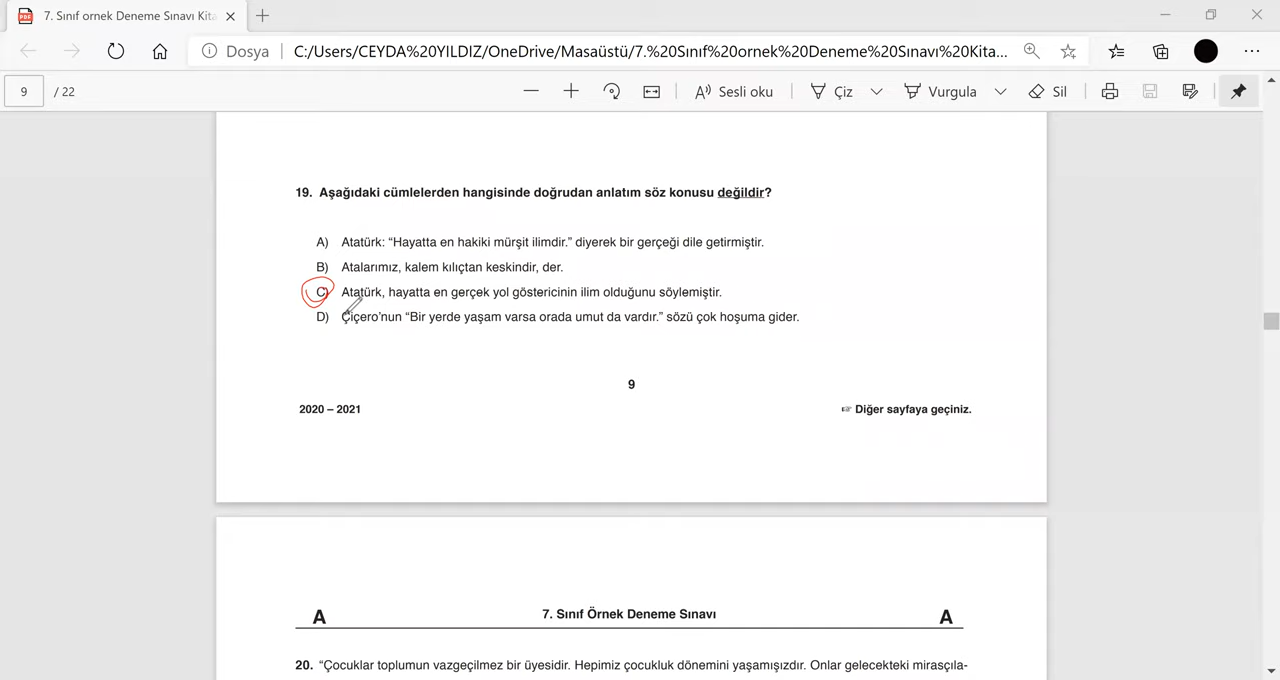 7. Sınıf ornek Deneme Sınavı Kita
Dosya C:/Users/CEYDA%20YILDIZ/OneDrive/Masaüstü/7.%20Sınıf%20ornek%20Deneme%20Sınavı%20Kita...
9 / 22 Sesli oku Çiz Vurgula Sil
19. Aşağıdaki cümlelerden hangisinde doğrudan anlatım söz konusu değildir?
A) Atatürk: “Hayatta en hakiki mürşit ilimdir.” diyerek bir gerçeği dile getirmiştir.
B) Atalarımız, kalem kılıçtan keskindir, der.
C) Atatürk, hayatta en gerçek yol göstericinin ilim olduğunu söylemiştir.
D) Çiçero’nun “Bir yerde yaşam varsa orada umut da vardır.” sözü çok hoşuma gider.
9
2020 – 2021 ☞ Diğer sayfaya geçiniz.
A 7. Sınıf Örnek Deneme Sınavı A
20. “Çocuklar toplumun vazgeçilmez bir üyesidir. Hepimiz çocukluk dönemini yaşamışızdır. Onlar gelecekteki mirasçıla-